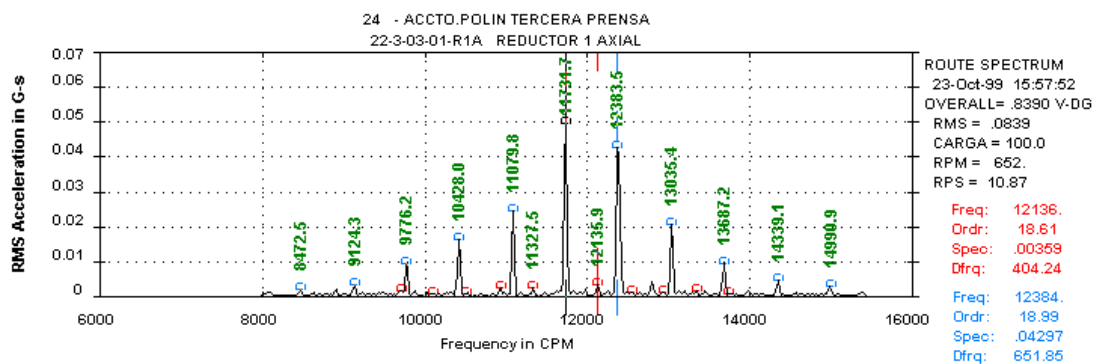 24 - ACCTO.POLIN TERCERA PRENSA
22-3-03-01-R1A REDUCTOR 1 AXIAL
RMS Acceleration in G-s
0.07
0.06
0.05
0.04
0.03
0.02
0.01
0
8472.5
9124.3
9776.2
10428.0
11079.8
11327.5
11731.7
12135.9
12383.5
13035.4
13687.2
14339.1
14990.9
6000
8000
10000
12000
14000
16000
Frequency in CPM
ROUTE SPECTRUM
23-Oct-99 15:57:52
OVERALL= .8390 V-DG
RMS = .0839
CARGA = 100.0
RPM = 652.
RPS = 10.87
Freq: 12136.
Ordr: 18.61
Spec: .00359
Dfrq: 404.24
Freq: 12384.
Ordr: 18.99
Spec: .04297
Dfrq: 651.85